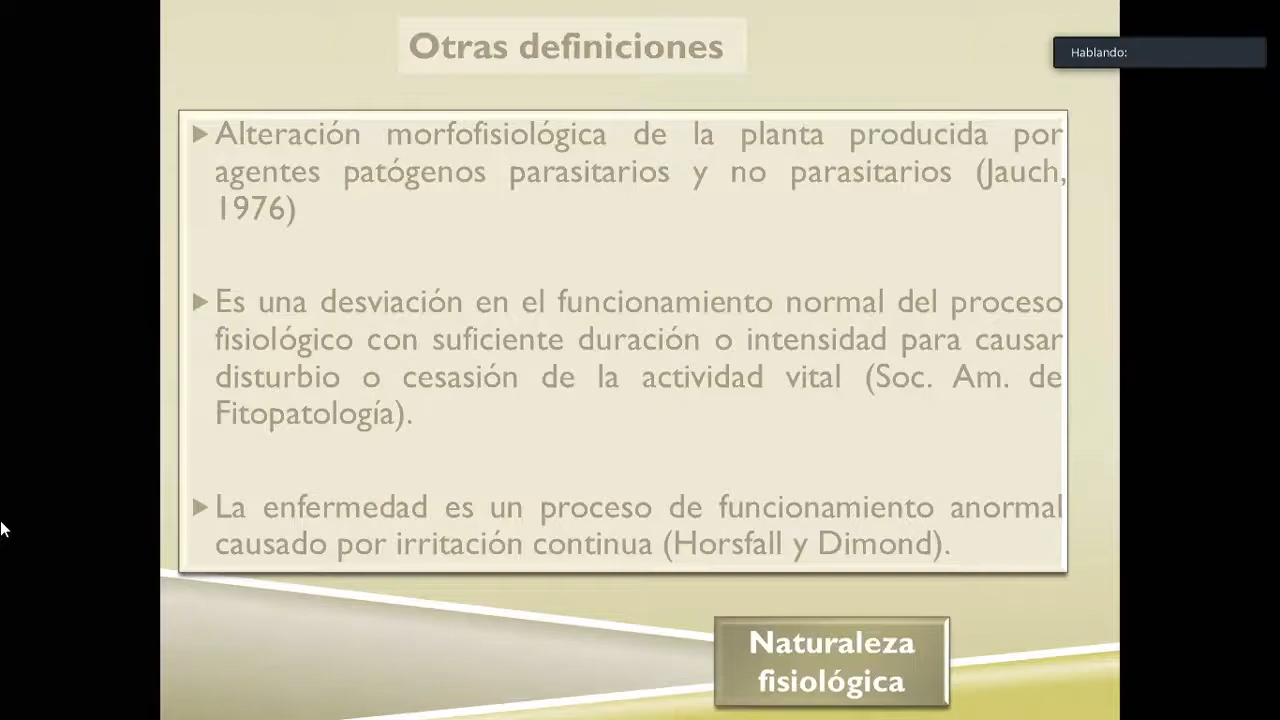 Otras definiciones
Hablando:
Alteración morfofisiológica de la planta producida por
agentes patógenos parasitarios y no parasitarios (Jauch,
1976)
Es una desviación en el funcionamiento normal del proceso
fisiológico con suficiente duración o intensidad para causar
disturbio o cesasión de la actividad vital (Soc. Am. de
Fitopatología).
La enfermedad es un proceso de funcionamiento anormal
causado por irritación continua (Horsfall y Dimond).
Naturaleza
fisiológica